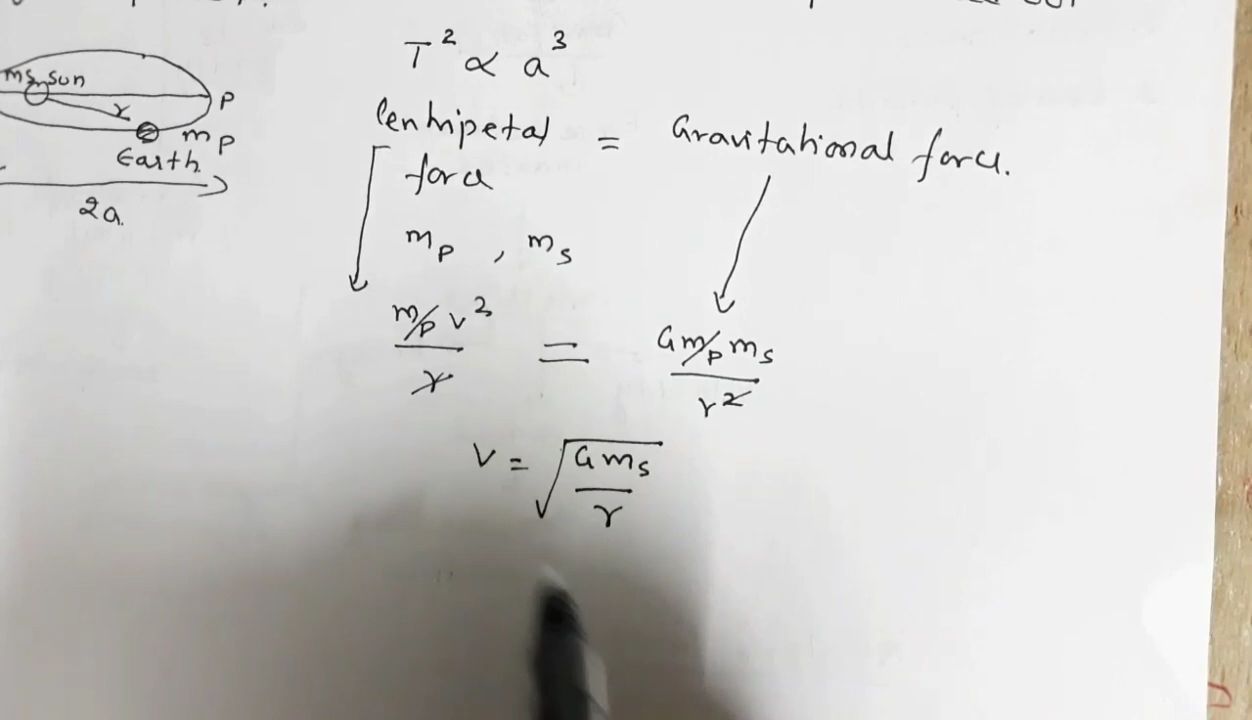 T² ∝ a³
ms sun
r
P
mp
Earth
2a
Centripetal force = Gravitational force.
mp , ms
mp v² / r = G mp ms / r²
v = √(G ms / r)